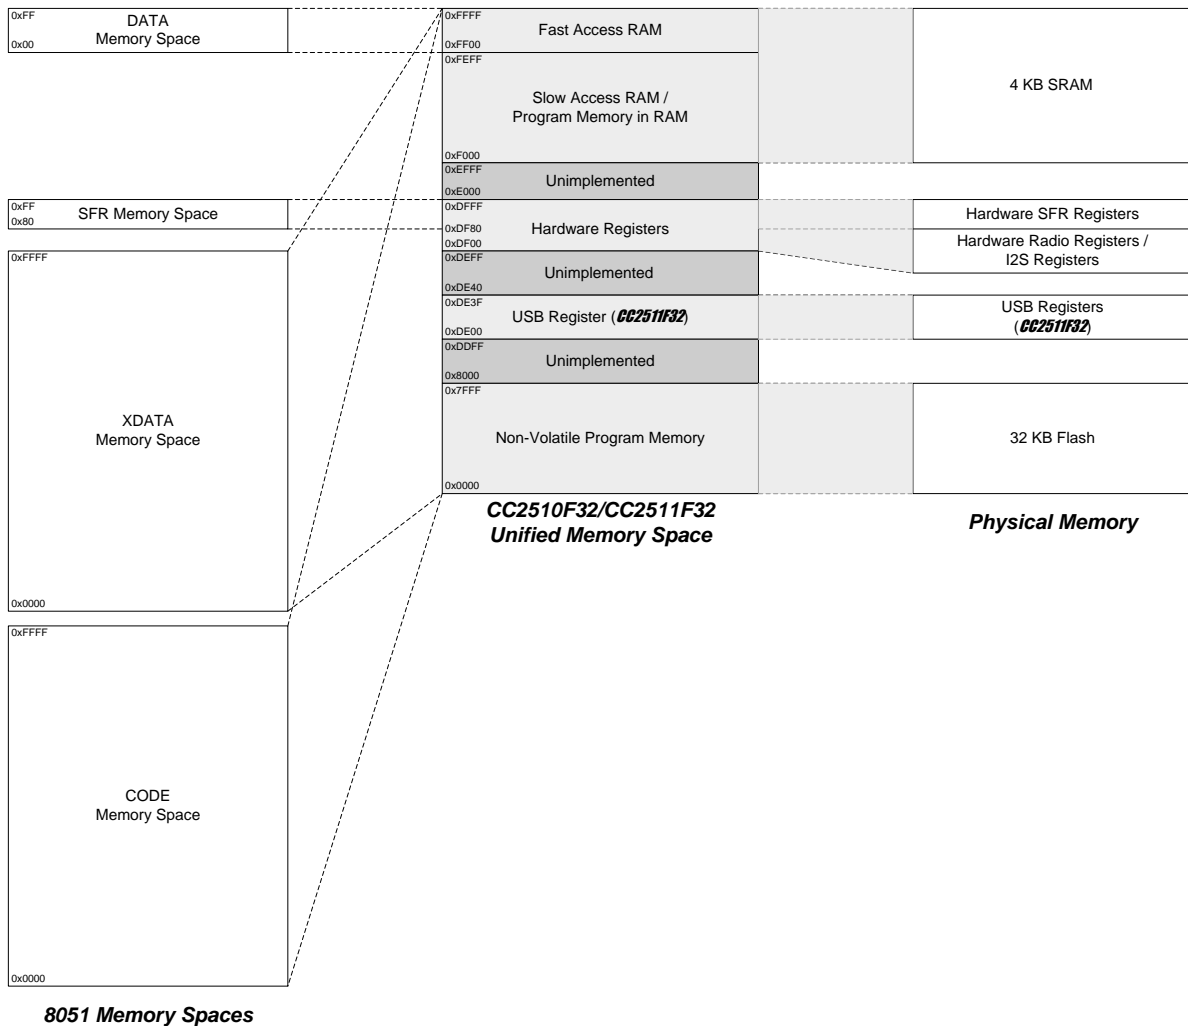 0xFF
DATA
Memory Space
0x00
0xFF
SFR Memory Space
0x80
0xFFFF
XDATA
Memory Space
0x0000
0xFFFF
CODE
Memory Space
0x0000
8051 Memory Spaces
0xFFFF
Fast Access RAM
0xFF00
0xFEFF
Slow Access RAM /
Program Memory in RAM
0xF000
0xEFFF
Unimplemented
0xE000
0xDFFF
Hardware Registers
0xDF80
0xDF00
0xDEFF
Unimplemented
0xDE40
0xDE3F
USB Register (CC2511F32)
0xDE00
0xDDFF
Unimplemented
0x8000
0x7FFF
Non-Volatile Program Memory
0x0000
CC2510F32/CC2511F32
Unified Memory Space
4 KB SRAM
Hardware SFR Registers
Hardware Radio Registers /
I2S Registers
USB Registers
(CC2511F32)
32 KB Flash
Physical Memory